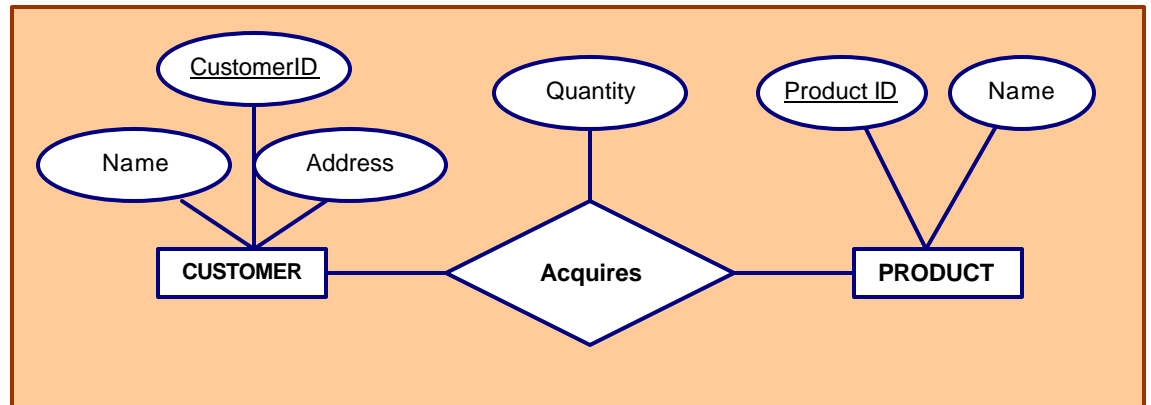 CustomerID
Quantity
Product ID
Name
Name
Address
CUSTOMER
Acquires
PRODUCT